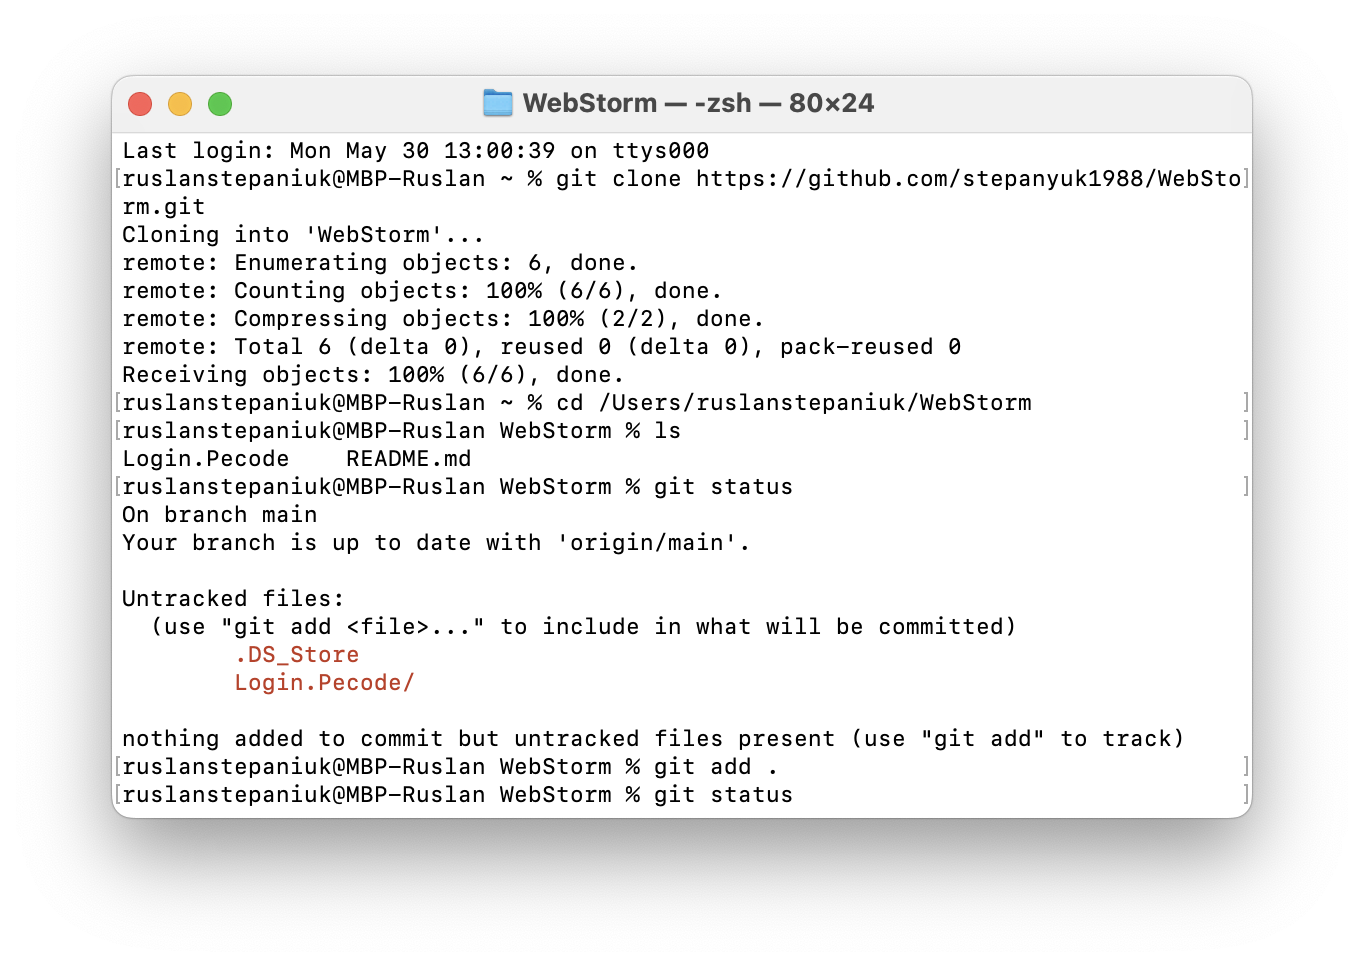 WebStorm — -zsh — 80×24
Last login: Mon May 30 13:00:39 on ttys000
[ruslanstepaniuk@MBP-Ruslan ~ % git clone https://github.com/stepanyuk1988/WebSto]
rm.git
Cloning into 'WebStorm'...
remote: Enumerating objects: 6, done.
remote: Counting objects: 100% (6/6), done.
remote: Compressing objects: 100% (2/2), done.
remote: Total 6 (delta 0), reused 0 (delta 0), pack-reused 0
Receiving objects: 100% (6/6), done.
[ruslanstepaniuk@MBP-Ruslan ~ % cd /Users/ruslanstepaniuk/WebStorm ]
[ruslanstepaniuk@MBP-Ruslan WebStorm % ls ]
Login.Pecode    README.md
[ruslanstepaniuk@MBP-Ruslan WebStorm % git status ]
On branch main
Your branch is up to date with 'origin/main'.

Untracked files:
  (use "git add <file>..." to include in what will be committed)
        .DS_Store
        Login.Pecode/

nothing added to commit but untracked files present (use "git add" to track)
[ruslanstepaniuk@MBP-Ruslan WebStorm % git add . ]
[ruslanstepaniuk@MBP-Ruslan WebStorm % git status ]